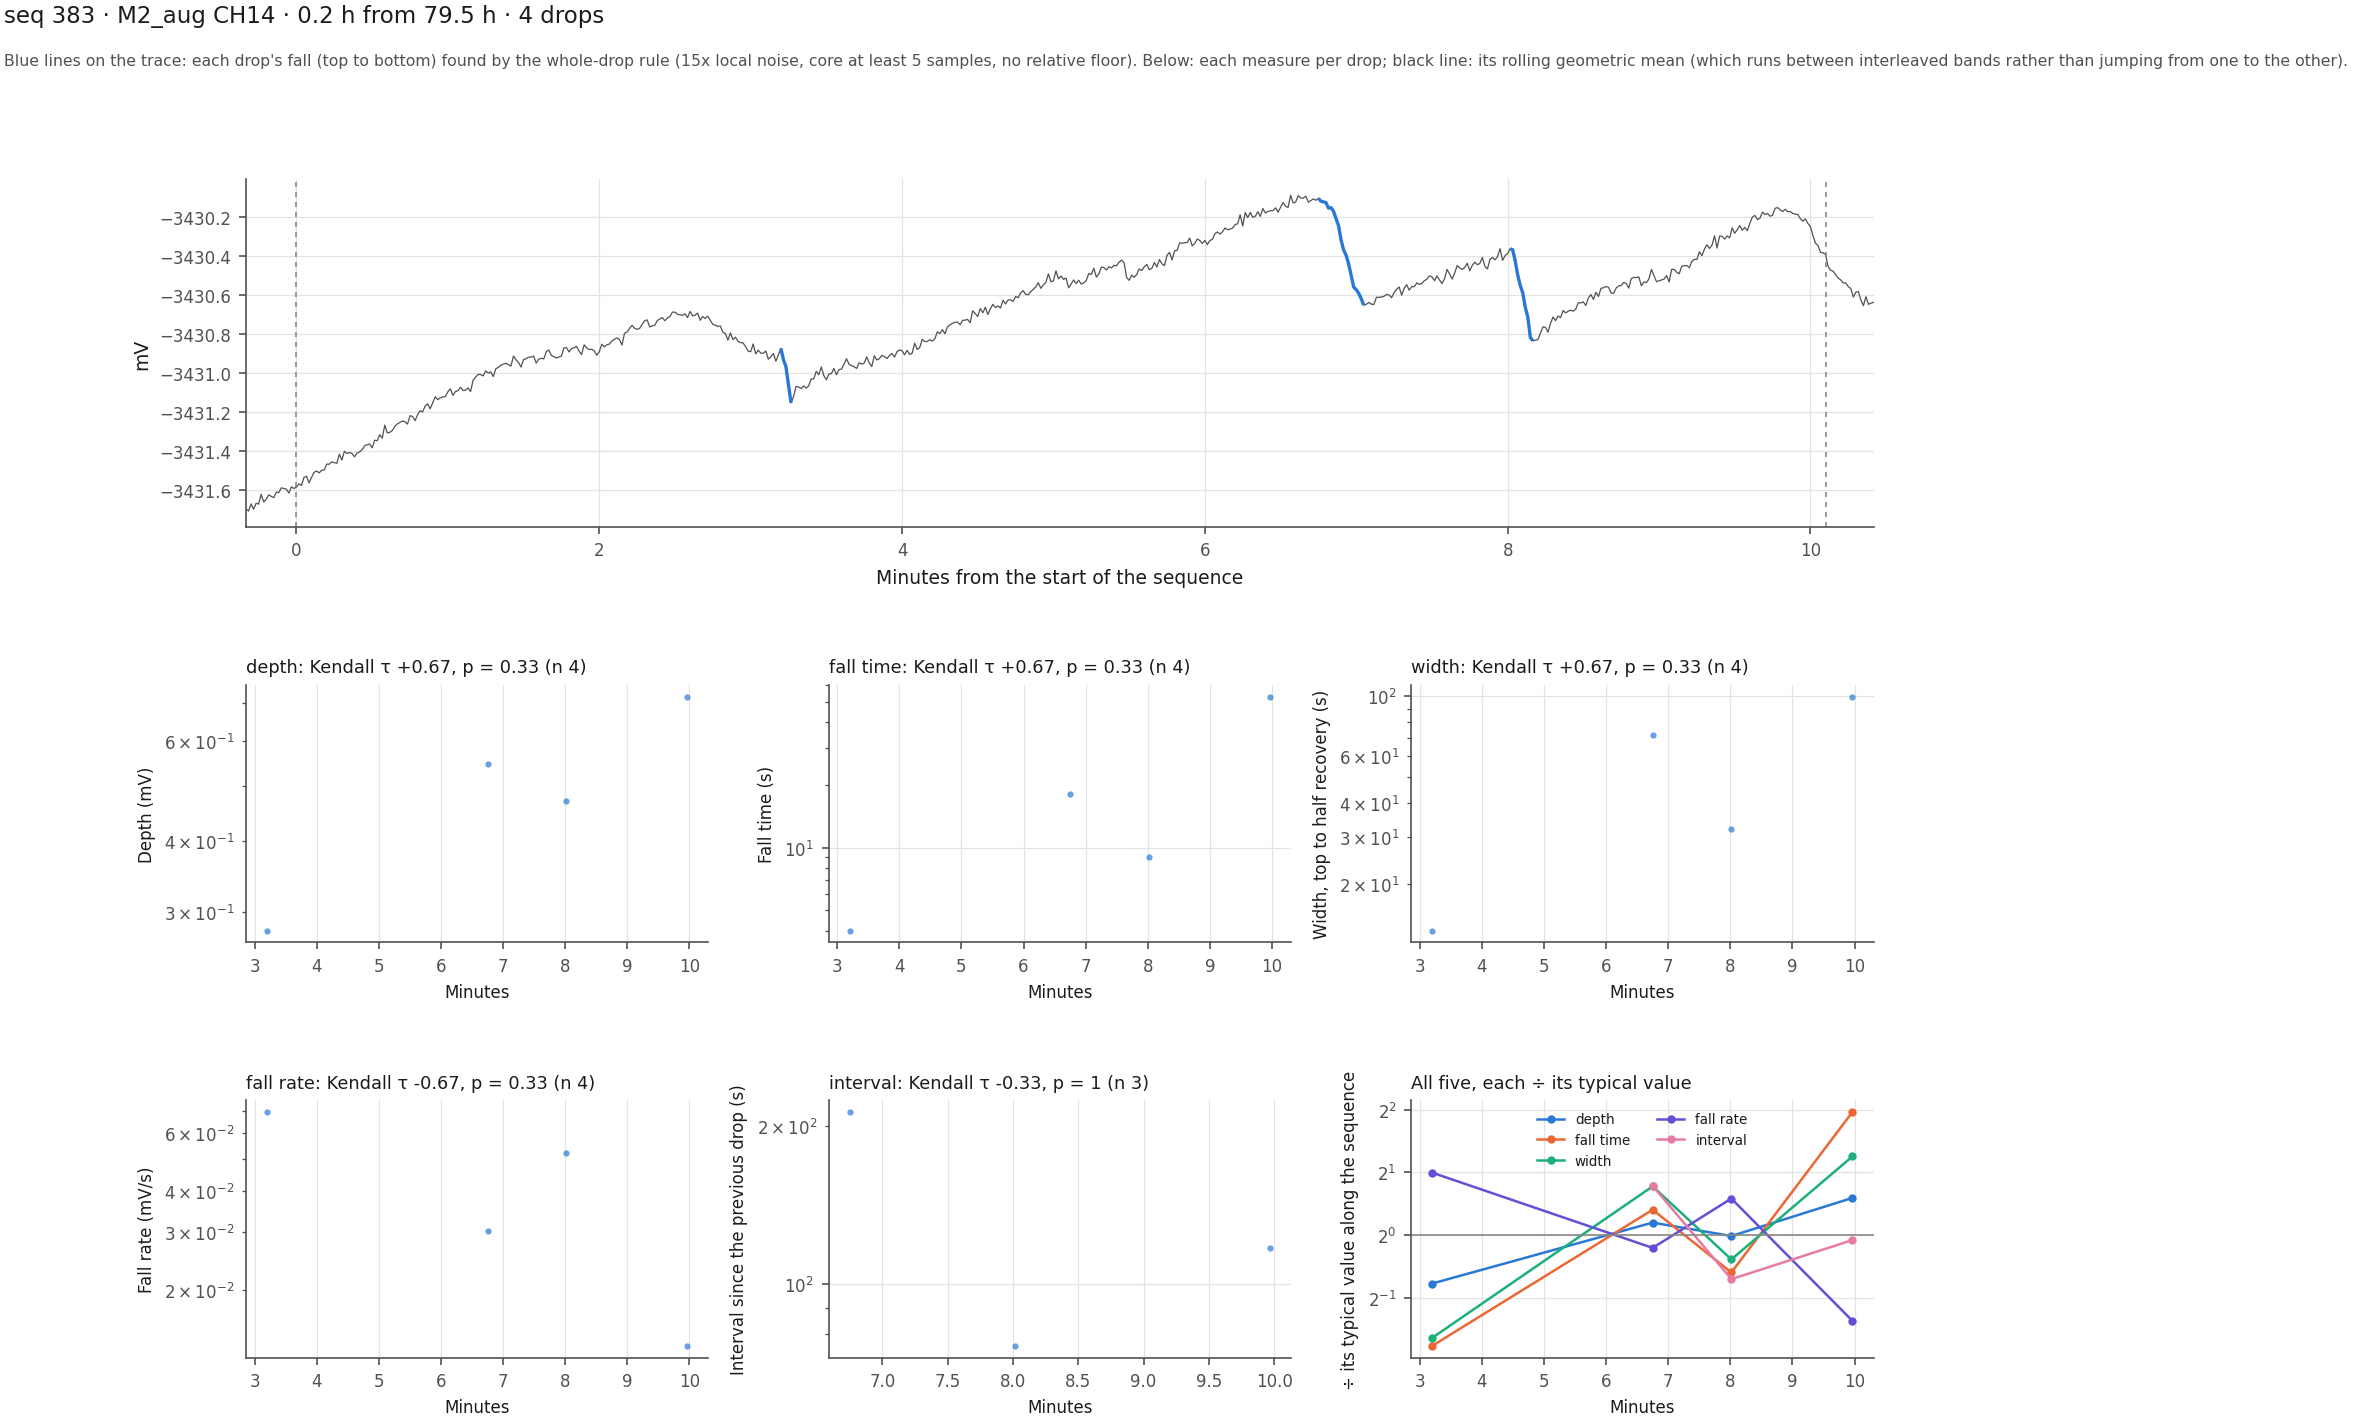 seq 383 · M2_aug CH14 · 0.2 h from 79.5 h · 4 drops
Blue lines on the trace: each drop's fall (top to bottom) found by the whole-drop rule (15x local noise, core at least 5 samples, no relative floor). Below: each measure per drop; black line: its rolling geometric mean (which runs between interleaved bands rather than jumping from one to the other).
mV
−3430.2
−3430.4
−3430.6
−3430.8
−3431.0
−3431.2
−3431.4
−3431.6
0 2 4 6 8 10
Minutes from the start of the sequence
depth: Kendall τ +0.67, p = 0.33 (n 4)
Depth (mV)
6 × 10⁻¹
4 × 10⁻¹
3 × 10⁻¹
3 4 5 6 7 8 9 10
Minutes
fall time: Kendall τ +0.67, p = 0.33 (n 4)
Fall time (s)
10¹
3 4 5 6 7 8 9 10
Minutes
width: Kendall τ +0.67, p = 0.33 (n 4)
Width, top to half recovery (s)
10²
6 × 10¹
4 × 10¹
3 × 10¹
2 × 10¹
3 4 5 6 7 8 9 10
Minutes
fall rate: Kendall τ -0.67, p = 0.33 (n 4)
Fall rate (mV/s)
6 × 10⁻²
4 × 10⁻²
3 × 10⁻²
2 × 10⁻²
3 4 5 6 7 8 9 10
Minutes
interval: Kendall τ -0.33, p = 1 (n 3)
Interval since the previous drop (s)
2 × 10²
10²
7.0 7.5 8.0 8.5 9.0 9.5 10.0
Minutes
All five, each ÷ its typical value
÷ its typical value along the sequence
2²
2¹
2⁰
2⁻¹
depth
fall time
width
fall rate
interval
3 4 5 6 7 8 9 10
Minutes